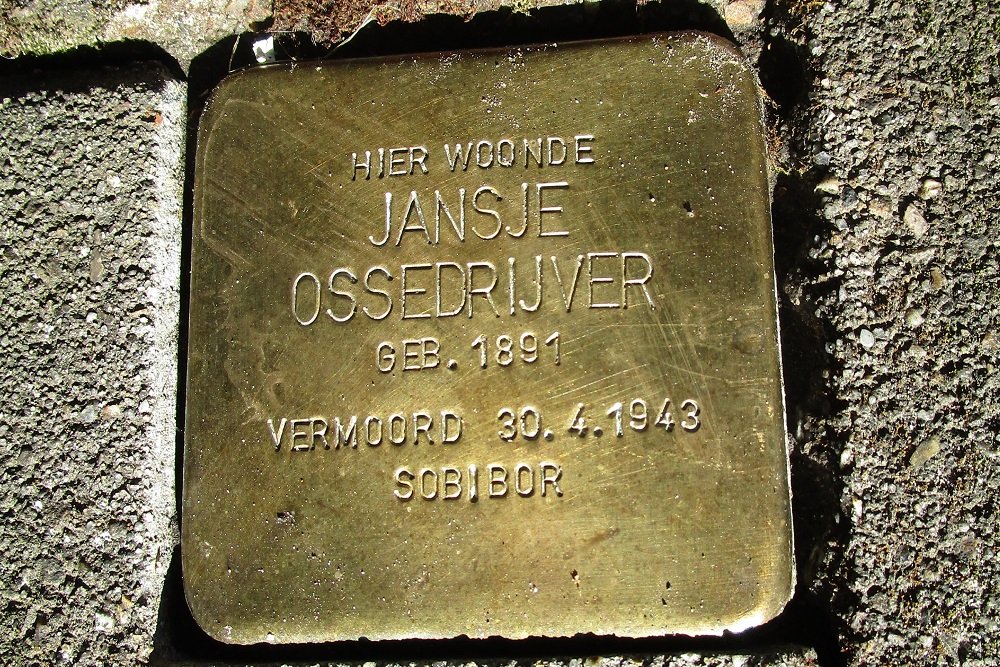 HIER WOONDE
JANSJE
OSSEDRIJVER
GEB. 1891
VERMOORD 30.4.1943
SOBIBOR